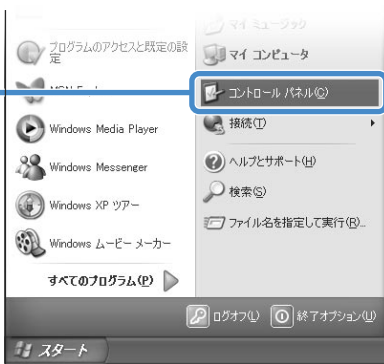 プログラムのアクセスと既定の設
定
Windows Media Player
Windows Messenger
Windows XP ツアー
Windows ムービー メーカー
すべてのプログラム(P)
マイ ミュージック
マイ コンピュータ
コントロール パネル(C)
接続(T)
ヘルプとサポート(H)
検索(S)
ファイル名を指定して実行(R)...
ログオフ(L)
終了オプション(U)
スタート